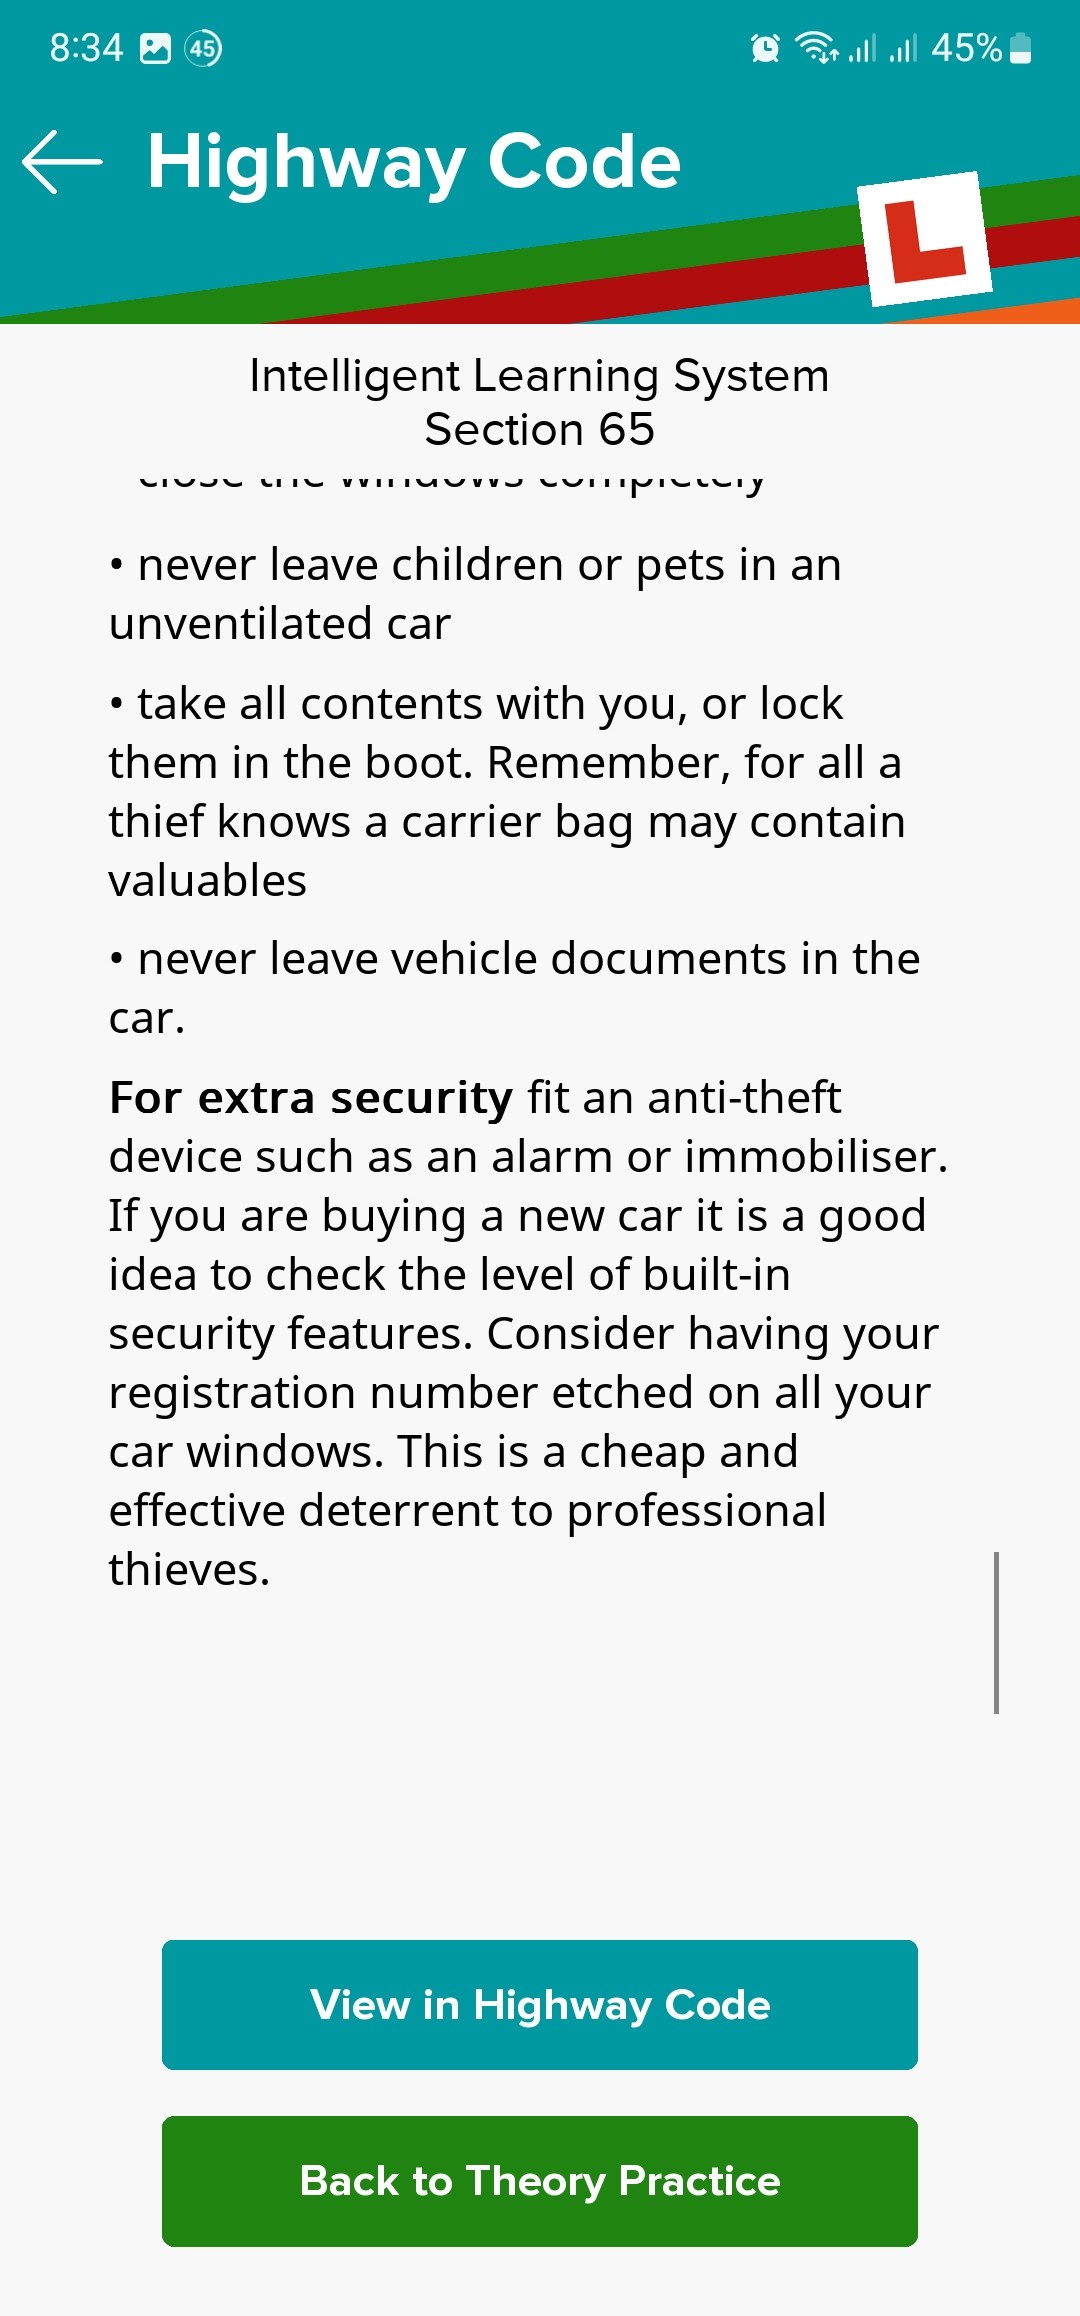 8:34 45 45%
Highway Code
L
Intelligent Learning System
Section 65
close the windows completely
• never leave children or pets in an
unventilated car
• take all contents with you, or lock
them in the boot. Remember, for all a
thief knows a carrier bag may contain
valuables
• never leave vehicle documents in the
car.
For extra security fit an anti-theft
device such as an alarm or immobiliser.
If you are buying a new car it is a good
idea to check the level of built-in
security features. Consider having your
registration number etched on all your
car windows. This is a cheap and
effective deterrent to professional
thieves.
View in Highway Code
Back to Theory Practice